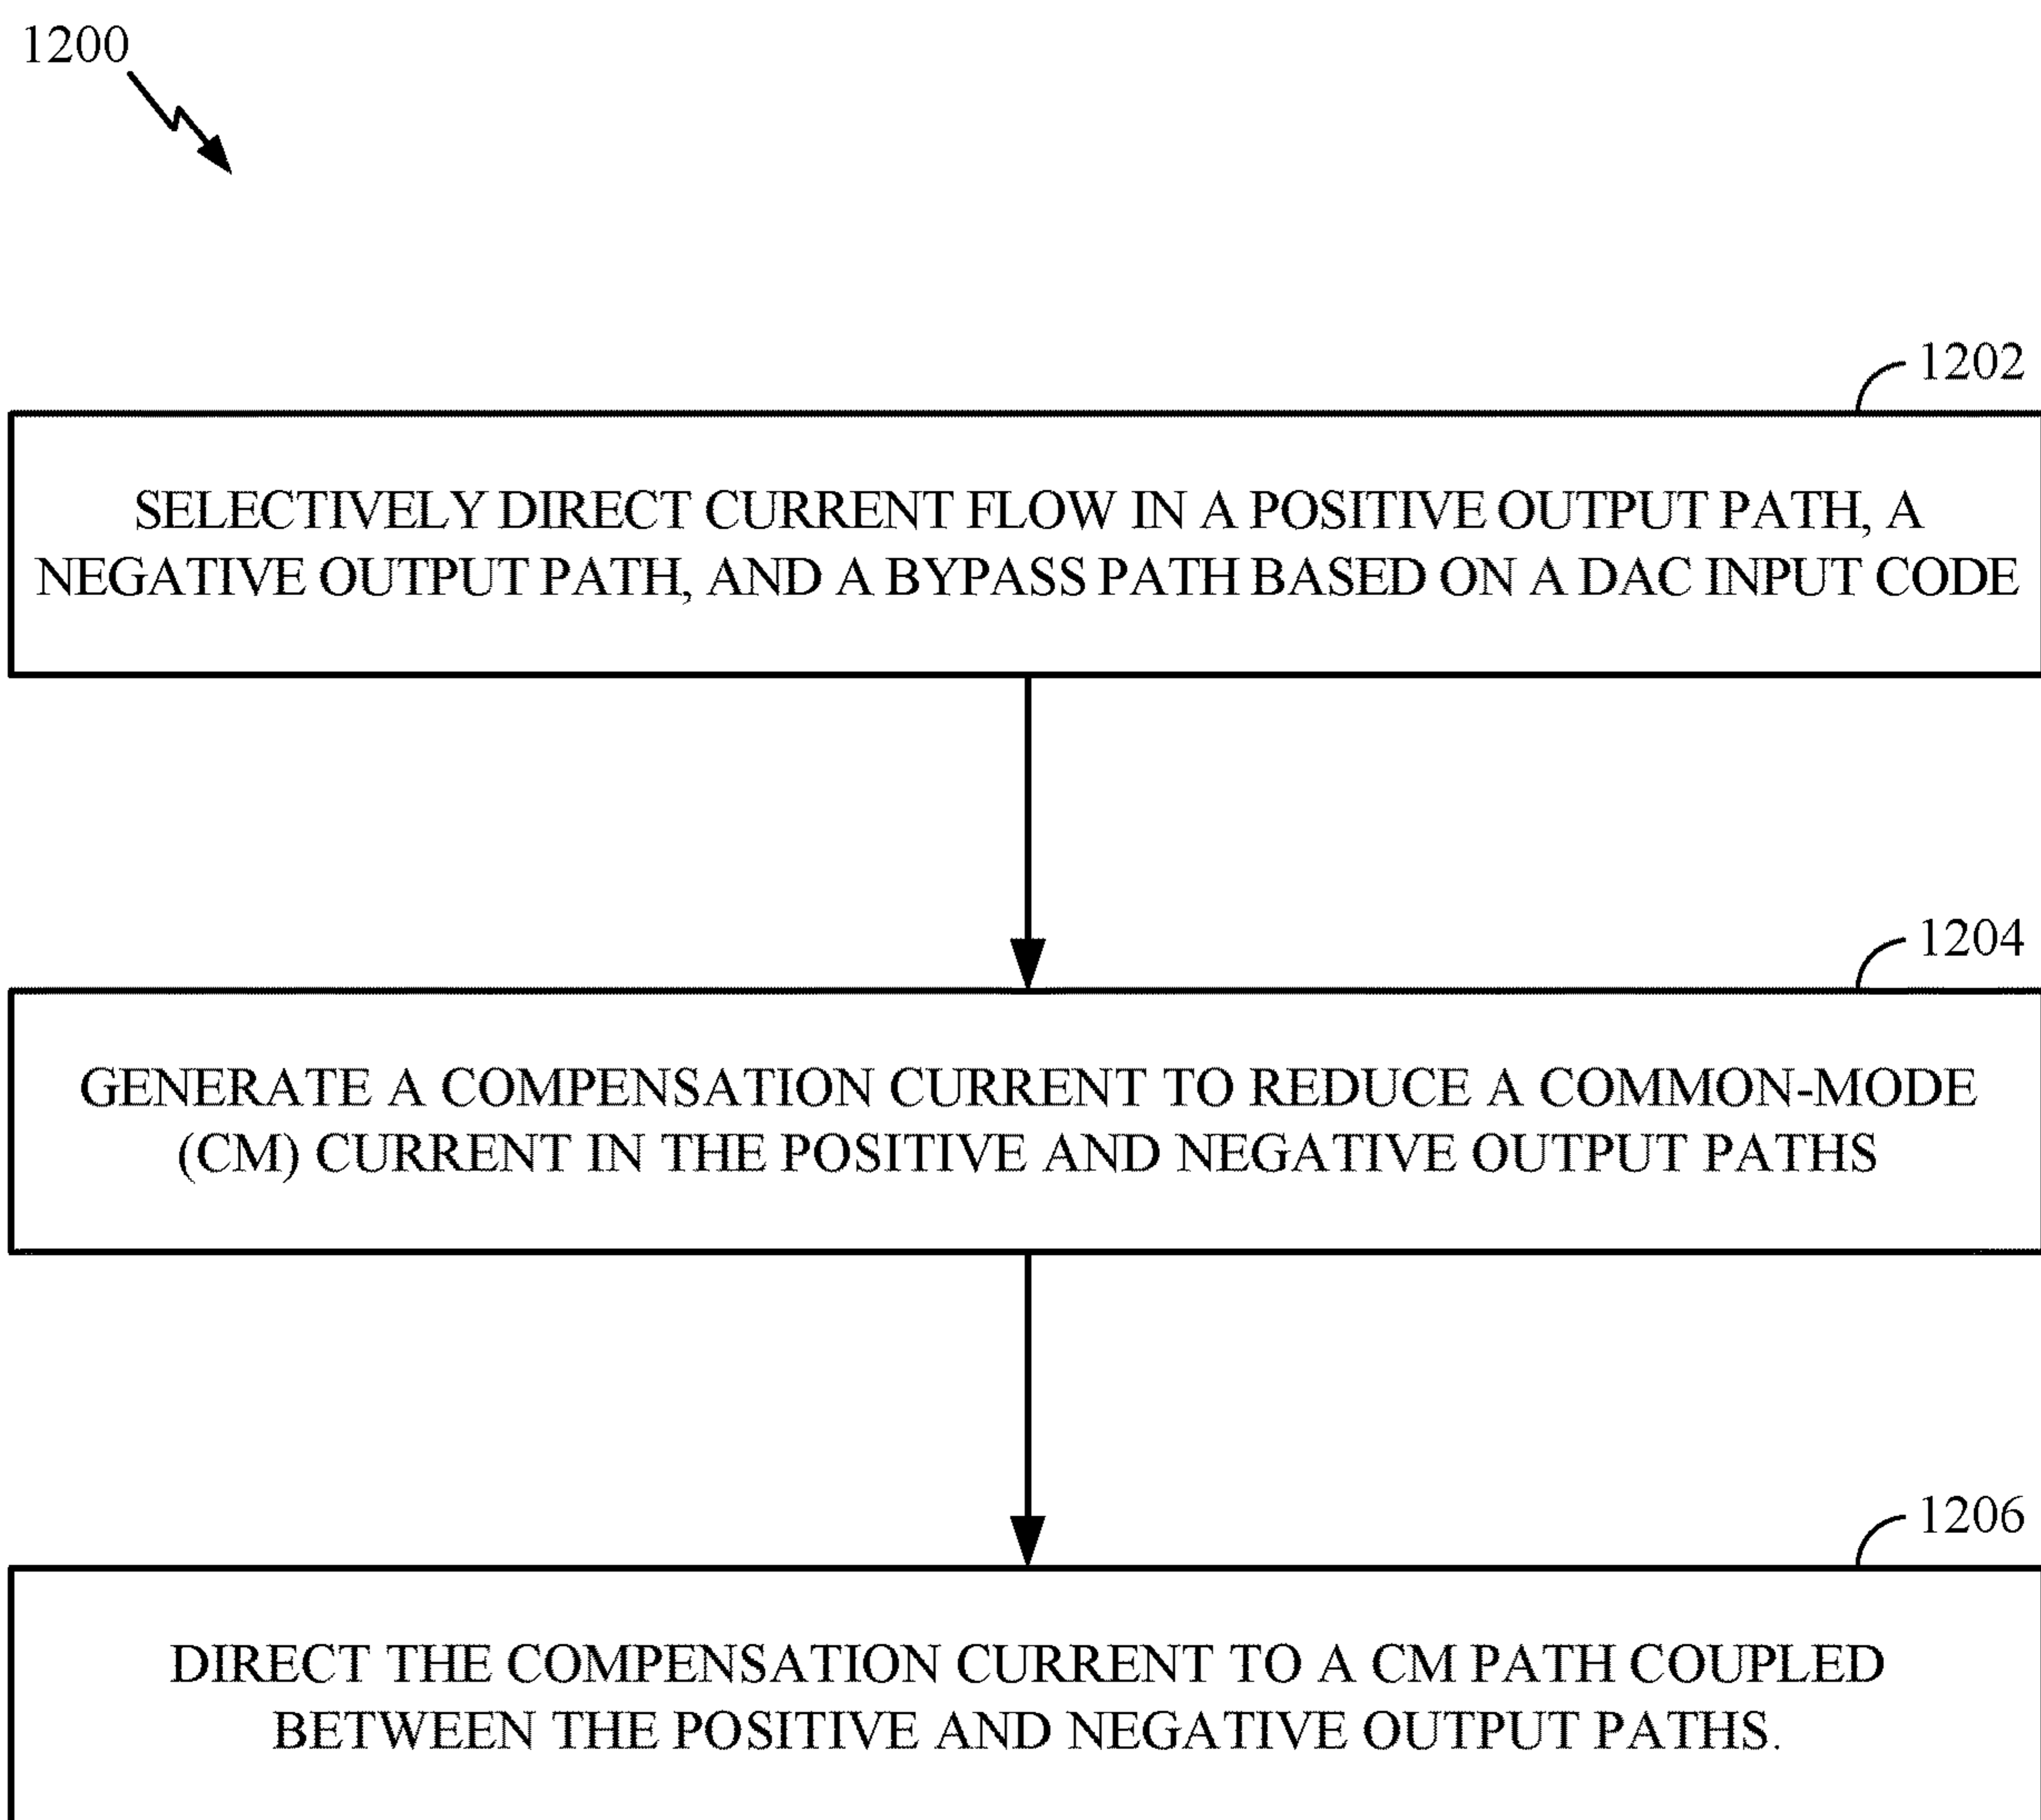 1200
1202
SELECTIVELY DIRECT CURRENT FLOW IN A POSITIVE OUTPUT PATH, A
NEGATIVE OUTPUT PATH, AND A BYPASS PATH BASED ON A DAC INPUT CODE
1204
GENERATE A COMPENSATION CURRENT TO REDUCE A COMMON-MODE
(CM) CURRENT IN THE POSITIVE AND NEGATIVE OUTPUT PATHS
1206
DIRECT THE COMPENSATION CURRENT TO A CM PATH COUPLED
BETWEEN THE POSITIVE AND NEGATIVE OUTPUT PATHS.